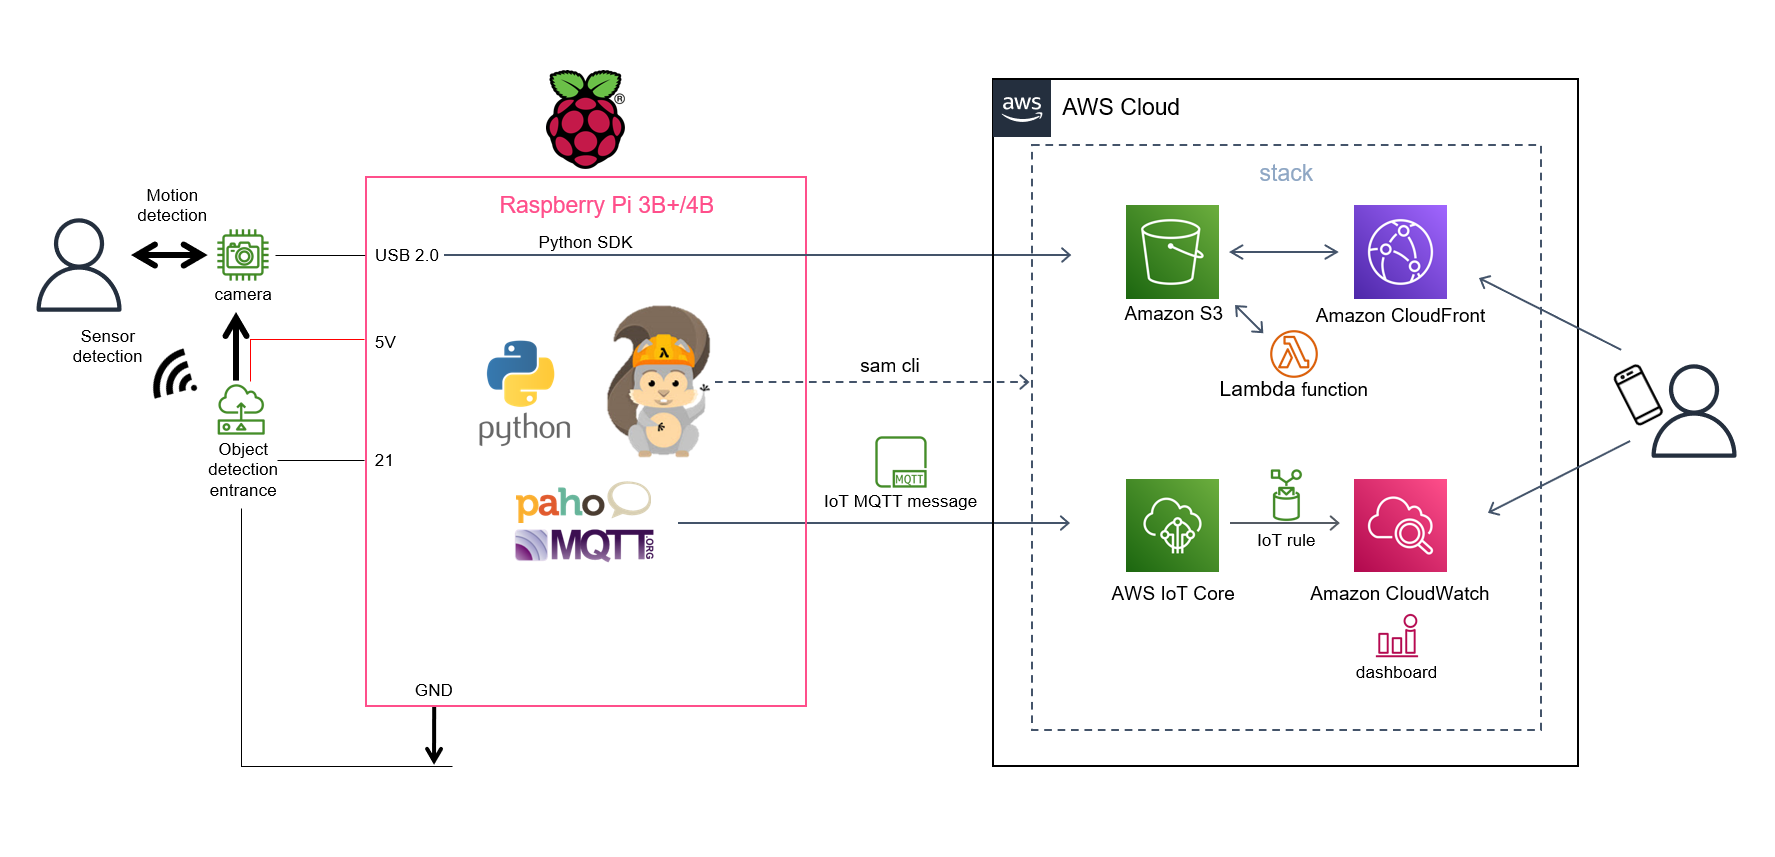 ®
aws
AWS Cloud
stack
Motion
detection
Raspberry Pi 3B+/4B
Python SDK
USB 2.0
camera
Amazon S3
Amazon CloudFront
Sensor
detection
5V
sam cli
Lambda function
python
Object
detection
entrance
21
MQTT
IoT MQTT message
paho
MQTT.ORG
IoT rule
AWS IoT Core
Amazon CloudWatch
dashboard
GND